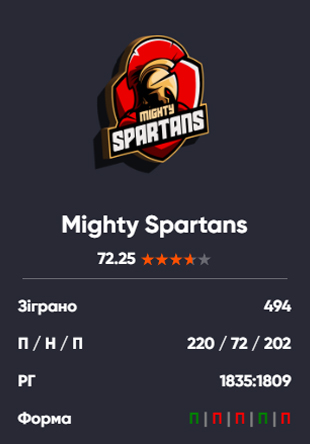 MIGHTY
SPARTANS
Mighty Spartans
72.25
Зіграно 494
П / Н / П 220 / 72 / 202
РГ 1835:1809
Форма П | П | П | П | П | П